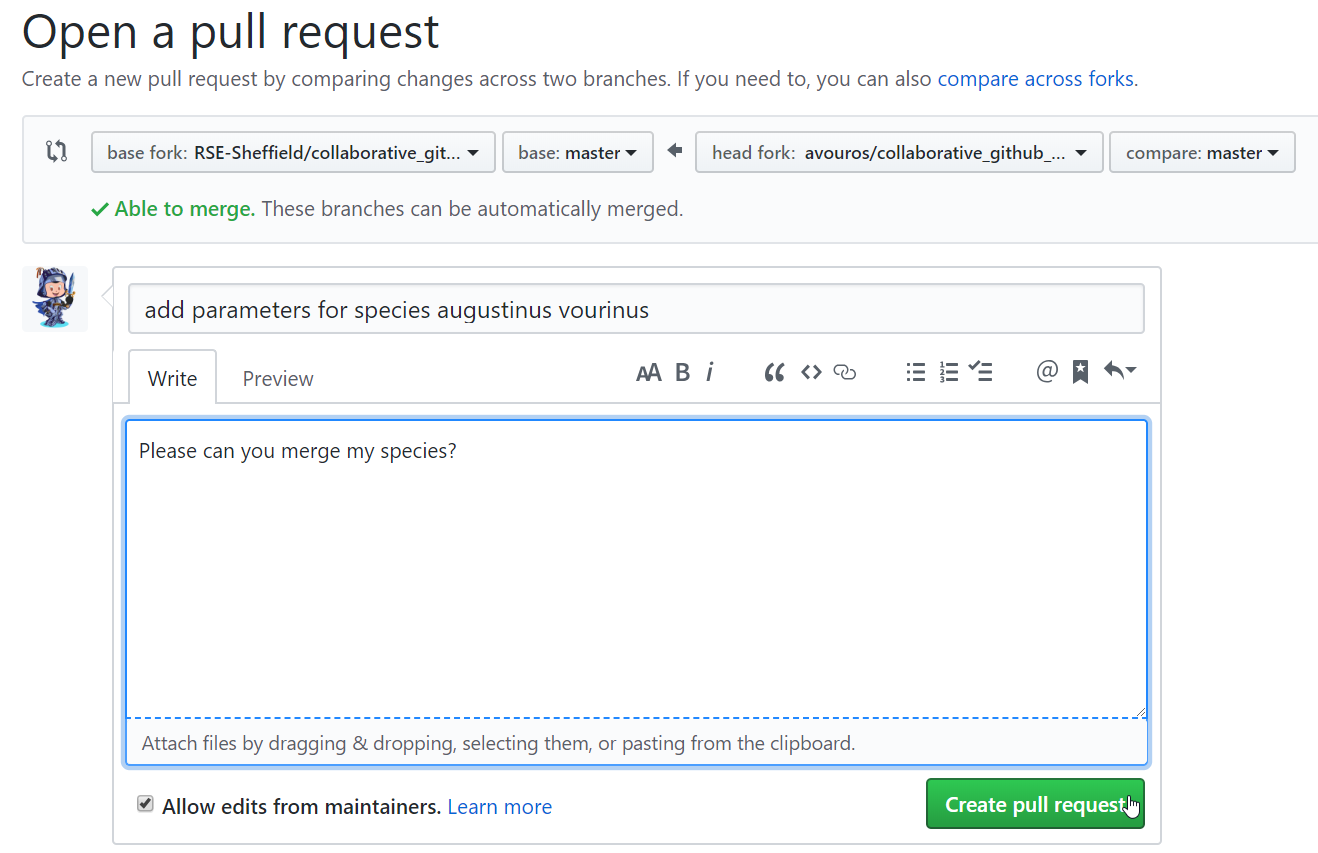 Open a pull request
Create a new pull request by comparing changes across two branches. If you need to, you can also compare across forks.
base fork: RSE-Sheffield/collaborative_git... base: master head fork: avouros/collaborative_github_... compare: master
Able to merge. These branches can be automatically merged.
add parameters for species augustinus vourinus
Write Preview AA B i @
Please can you merge my species?
Attach files by dragging & dropping, selecting them, or pasting from the clipboard.
Allow edits from maintainers. Learn more Create pull request